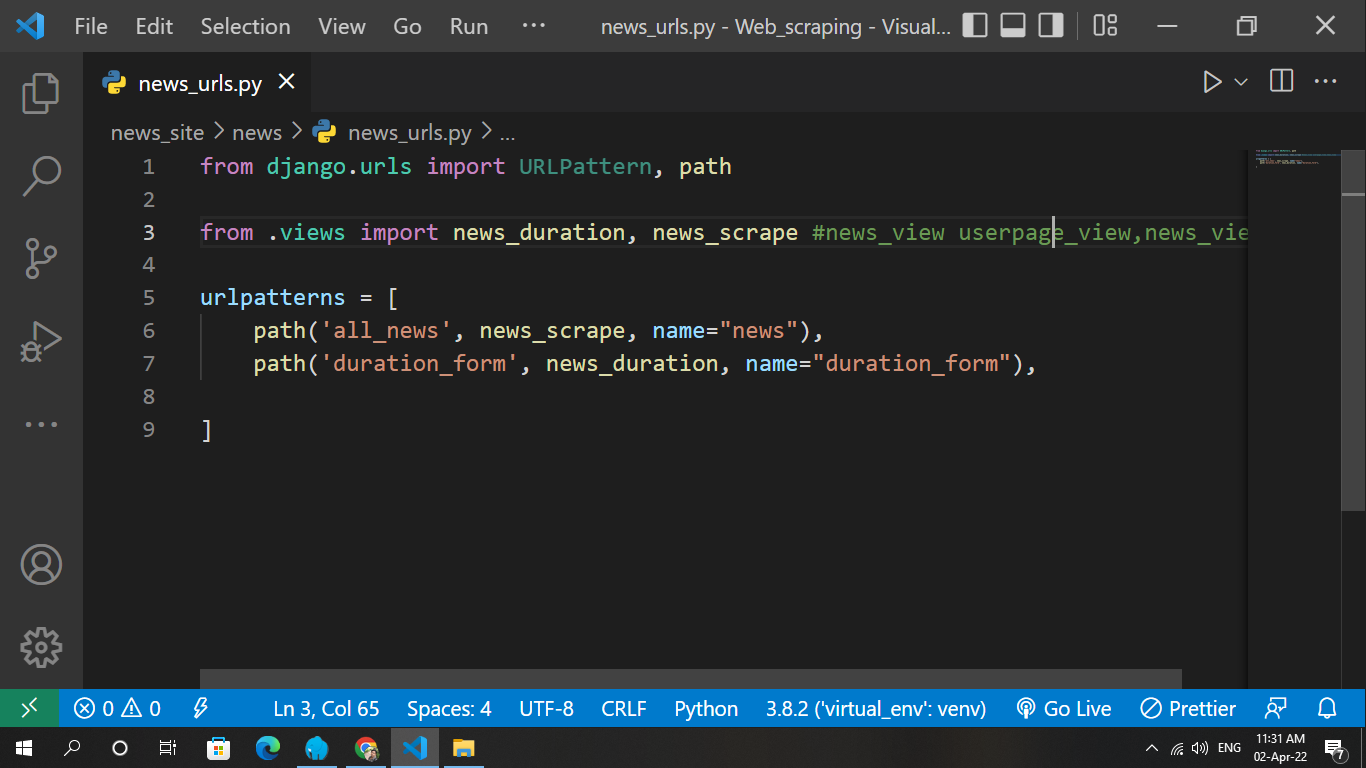 File Edit Selection View Go Run ··· news_urls.py - Web_scraping - Visual...
news_urls.py
news_site > news > news_urls.py > ...
1 from django.urls import URLPattern, path
2
3 from .views import news_duration, news_scrape #news_view userpage_view,news_vie
4
5 urlpatterns = [
6 path('all_news', news_scrape, name="news"),
7 path('duration_form', news_duration, name="duration_form"),
8
9 ]
0 0 Ln 3, Col 65 Spaces: 4 UTF-8 CRLF Python 3.8.2 ('virtual_env': venv) Go Live Prettier
ENG 11:31 AM
02-Apr-22 7